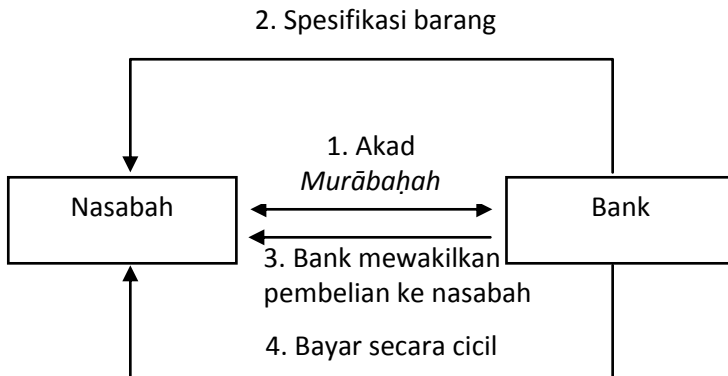 2. Spesifikasi barang
1. Akad
Murābaḥah
Nasabah
Bank
3. Bank mewakilkan
pembelian ke nasabah
4. Bayar secara cicil